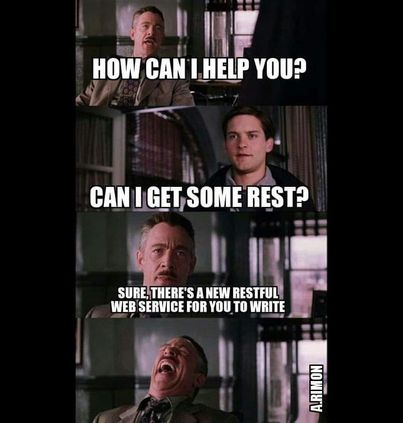 HOW CAN I HELP YOU?
CAN I GET SOME REST?
SURE, THERE'S A NEW RESTFUL
WEB SERVICE FOR YOU TO WRITE
A.RIMON